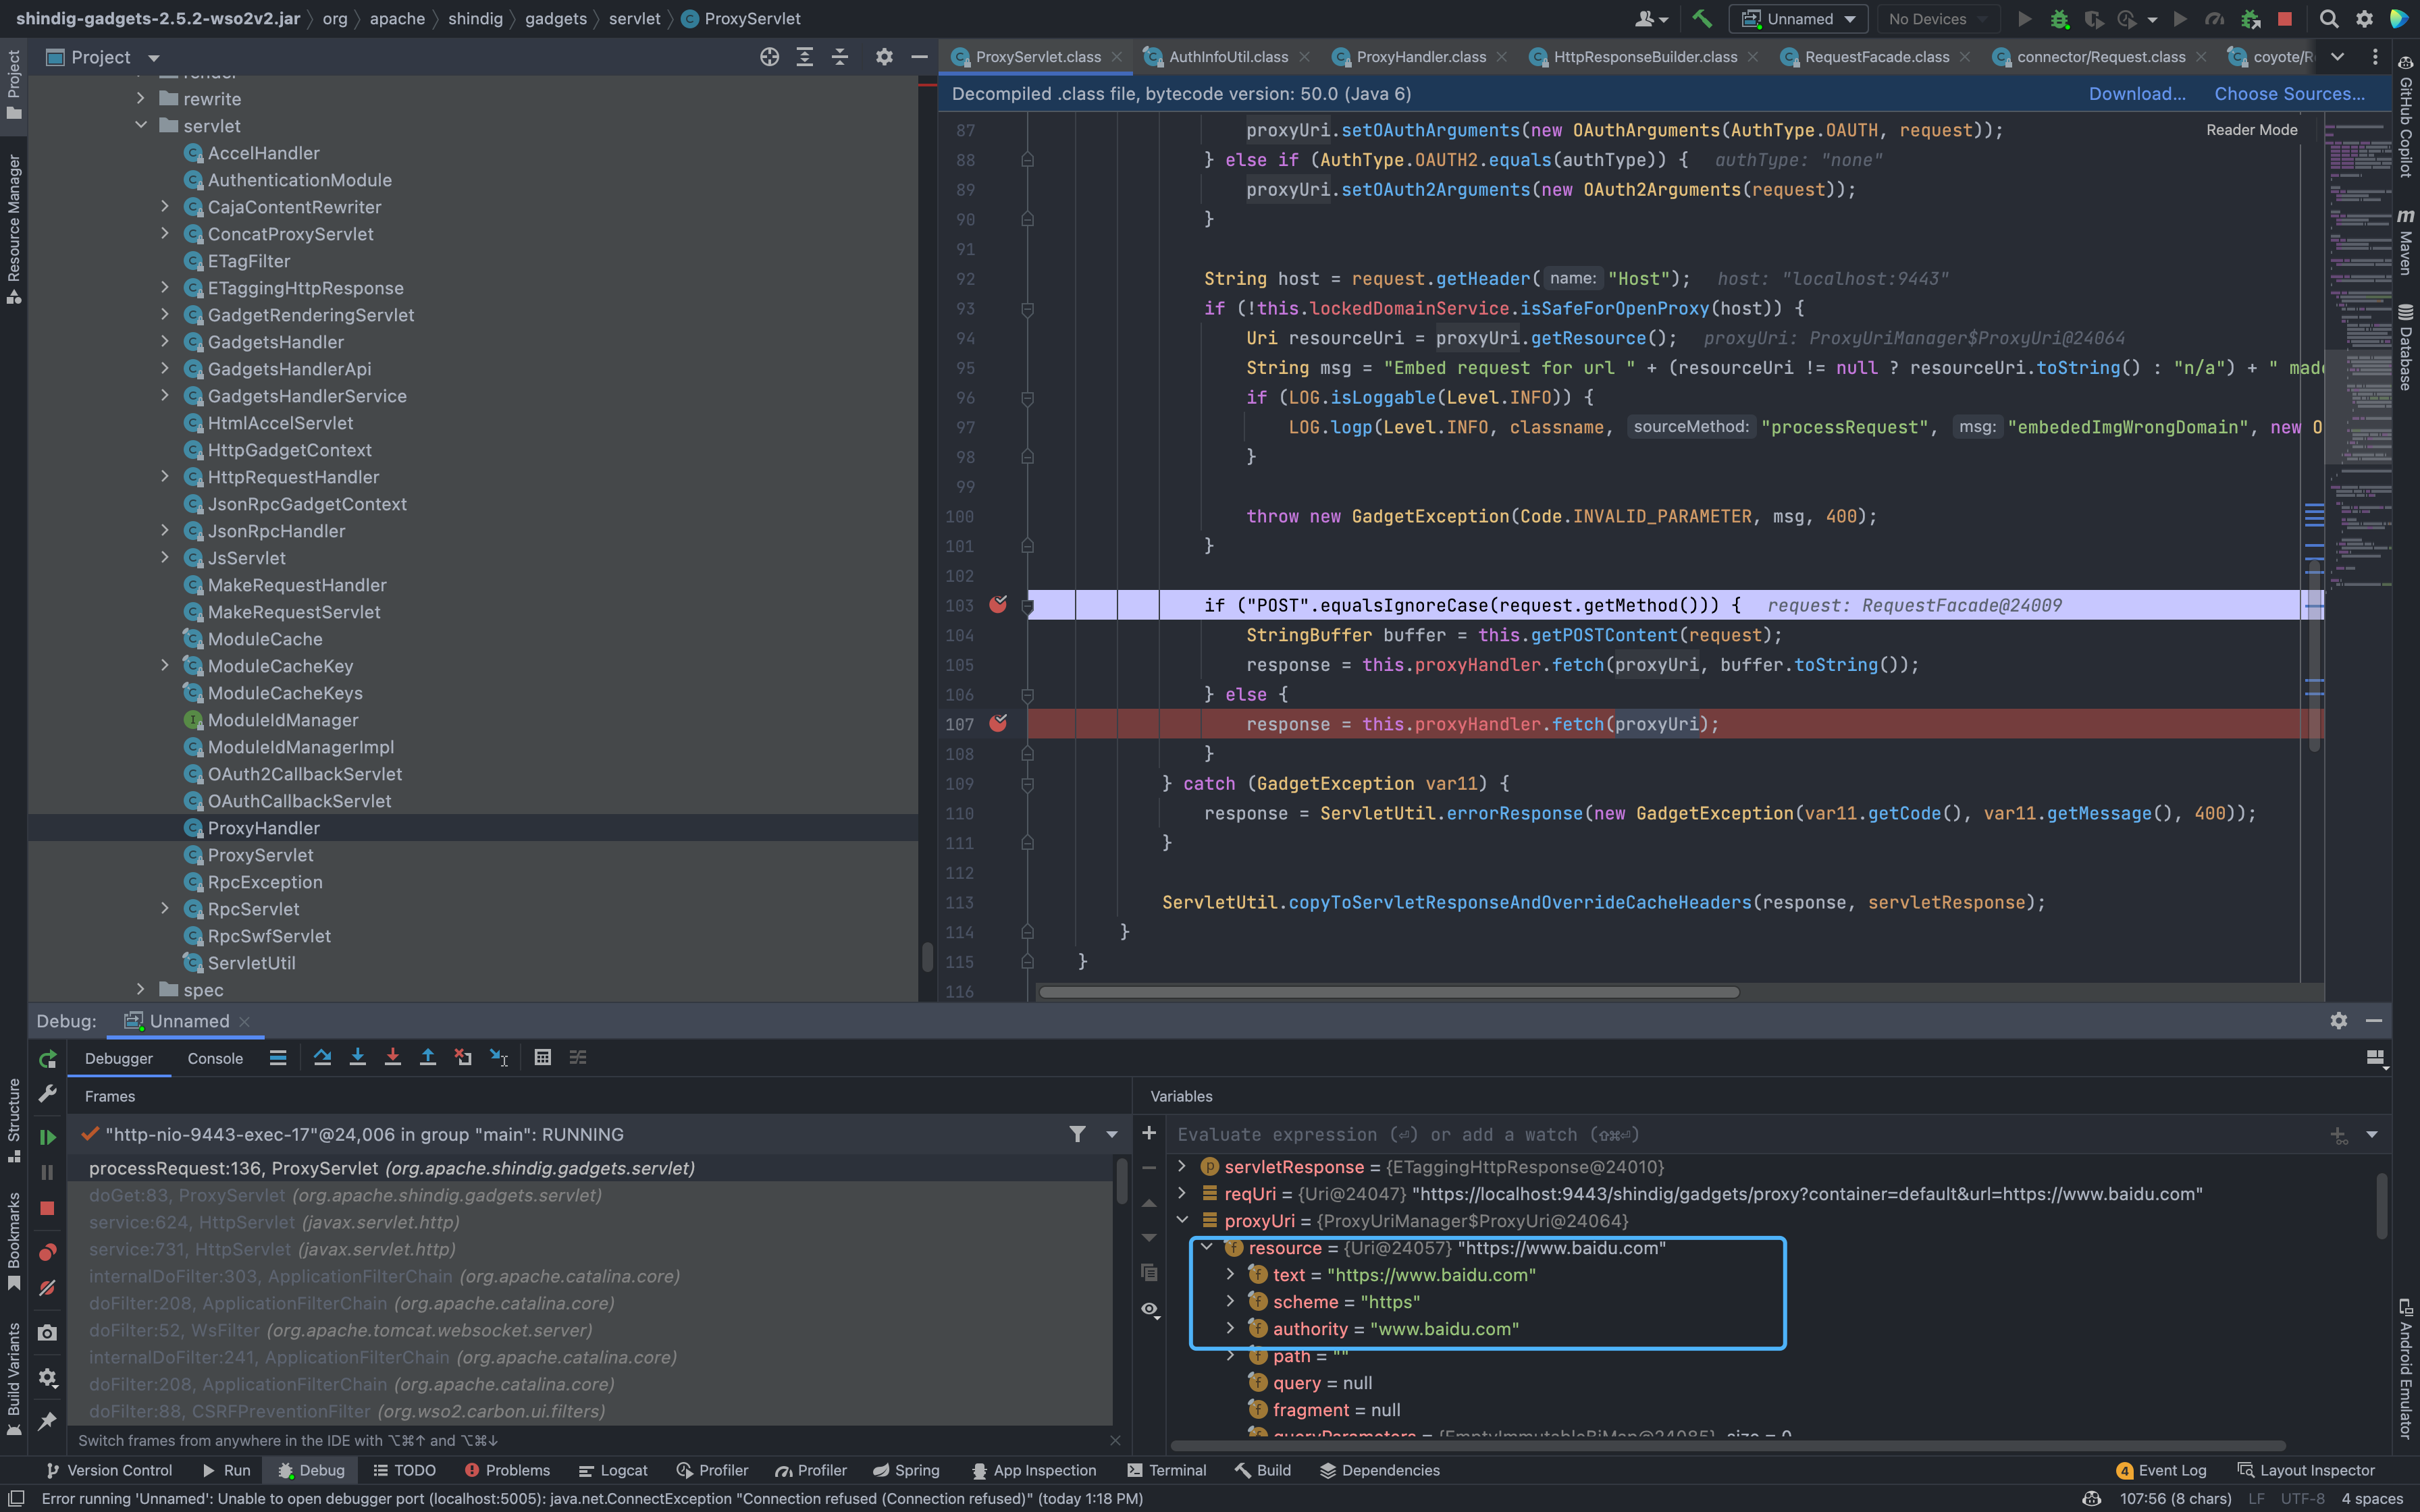 shindig-gadgets-2.5.2-wso2v2.jar org apache shindig gadgets servlet ProxyServlet
Unnamed No Devices
Project
ProxyServlet.class AuthInfoUtil.class ProxyHandler.class HttpResponseBuilder.class RequestFacade.class connector/Request.class coyote/R
Decompiled .class file, bytecode version: 50.0 (Java 6) Download... Choose Sources...
Reader Mode
rewrite
servlet
AccelHandler
AuthenticationModule
CajaContentRewriter
ConcatProxyServlet
ETagFilter
ETaggingHttpResponse
GadgetRenderingServlet
GadgetsHandler
GadgetsHandlerApi
GadgetsHandlerService
HtmlAccelServlet
HttpGadgetContext
HttpRequestHandler
JsonRpcGadgetContext
JsonRpcHandler
JsServlet
MakeRequestHandler
MakeRequestServlet
ModuleCache
ModuleCacheKey
ModuleCacheKeys
ModuleIdManager
ModuleIdManagerImpl
OAuth2CallbackServlet
OAuthCallbackServlet
ProxyHandler
ProxyServlet
RpcException
RpcServlet
RpcSwfServlet
ServletUtil
spec
87 proxyUri.setOAuthArguments(new OAuthArguments(AuthType.OAUTH, request));
88 } else if (AuthType.OAUTH2.equals(authType)) { authType: "none"
89 proxyUri.setOAuth2Arguments(new OAuth2Arguments(request));
90 }
91
92 String host = request.getHeader( name: "Host"); host: "localhost:9443"
93 if (!this.lockedDomainService.isSafeForOpenProxy(host)) {
94 Uri resourceUri = proxyUri.getResource(); proxyUri: ProxyUriManager$ProxyUri@24064
95 String msg = "Embed request for url " + (resourceUri != null ? resourceUri.toString() : "n/a") + " mad
96 if (LOG.isLoggable(Level.INFO)) {
97 LOG.logp(Level.INFO, classname, sourceMethod: "processRequest", msg: "embededImgWrongDomain", new O
98 }
99
100 throw new GadgetException(Code.INVALID_PARAMETER, msg, 400);
101 }
102
103 if ("POST".equalsIgnoreCase(request.getMethod())) { request: RequestFacade@24009
104 StringBuffer buffer = this.getPOSTContent(request);
105 response = this.proxyHandler.fetch(proxyUri, buffer.toString());
106 } else {
107 response = this.proxyHandler.fetch(proxyUri);
108 }
109 } catch (GadgetException var11) {
110 response = ServletUtil.errorResponse(new GadgetException(var11.getCode(), var11.getMessage(), 400));
111 }
112
113 ServletUtil.copyToServletResponseAndOverrideCacheHeaders(response, servletResponse);
114 }
115 }
116
Project
Resource Manager
Structure
Bookmarks
Build Variants
GitHub Copilot
Maven
Database
Android Emulator
Debug: Unnamed
Debugger Console
Frames
"http-nio-9443-exec-17"@24,006 in group "main": RUNNING
processRequest:136, ProxyServlet (org.apache.shindig.gadgets.servlet)
doGet:83, ProxyServlet (org.apache.shindig.gadgets.servlet)
service:624, HttpServlet (javax.servlet.http)
service:731, HttpServlet (javax.servlet.http)
internalDoFilter:303, ApplicationFilterChain (org.apache.catalina.core)
doFilter:208, ApplicationFilterChain (org.apache.catalina.core)
doFilter:52, WsFilter (org.apache.tomcat.websocket.server)
internalDoFilter:241, ApplicationFilterChain (org.apache.catalina.core)
doFilter:208, ApplicationFilterChain (org.apache.catalina.core)
doFilter:88, CSRFPreventionFilter (org.wso2.carbon.ui.filters)
Switch frames from anywhere in the IDE with ⌥⌘↑ and ⌥⌘↓
Variables
Evaluate expression (⏎) or add a watch (⇧⌘⏎)
servletResponse = {ETaggingHttpResponse@24010}
reqUri = {Uri@24047} "https://localhost:9443/shindig/gadgets/proxy?container=default&url=https://www.baidu.com"
proxyUri = {ProxyUriManager$ProxyUri@24064}
resource = {Uri@24057} "https://www.baidu.com"
text = "https://www.baidu.com"
scheme = "https"
authority = "www.baidu.com"
path = ""
query = null
fragment = null
queryParameters = {EmptyImmutableBiMap@24085} size = 0
Version Control Run Debug TODO Problems Logcat Profiler Profiler Spring App Inspection Terminal Build Dependencies 4 Event Log Layout Inspector
Error running 'Unnamed': Unable to open debugger port (localhost:5005): java.net.ConnectException "Connection refused (Connection refused)" (today 1:18 PM) 107:56 (8 chars) LF UTF-8 4 spaces